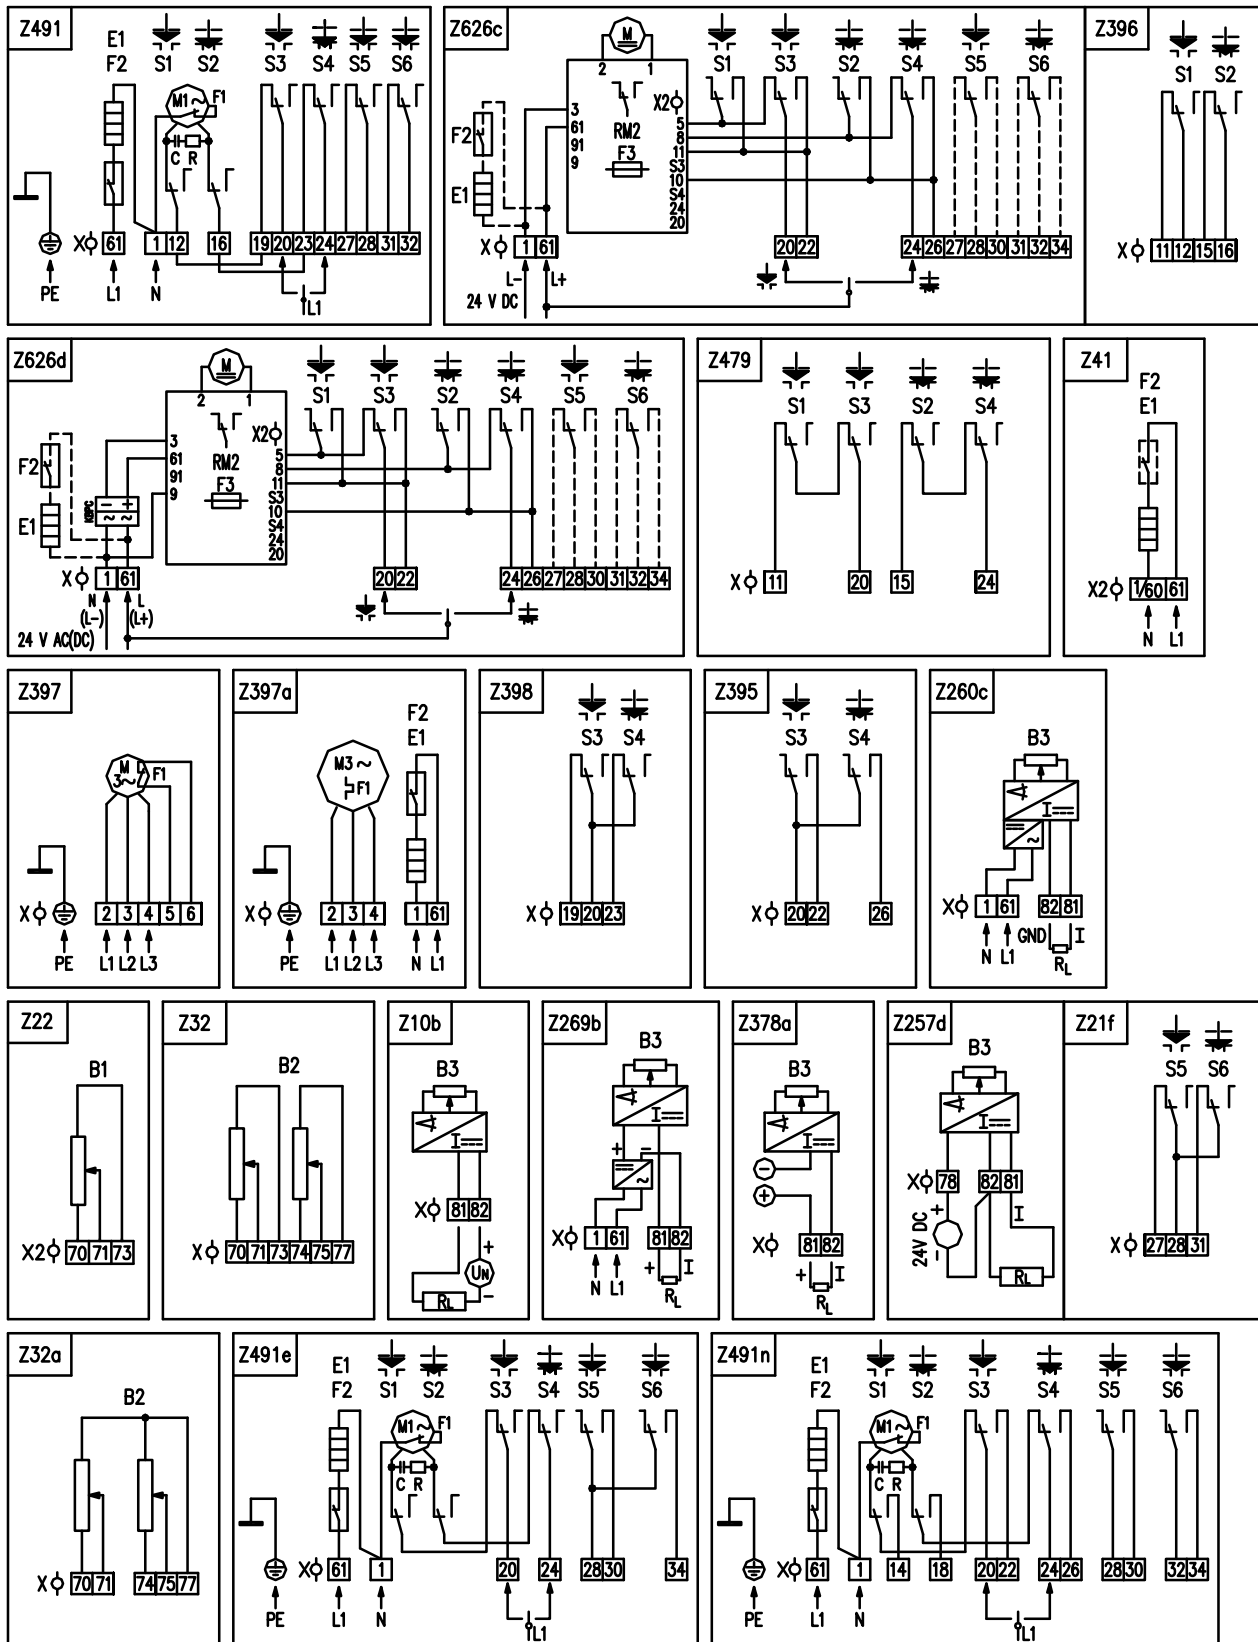 Z491
E1
F2
S1 S2 S3 S4 S5 S6
M1~ F1
C R
X 61 1 12 16 19 20 23 24 27 28 31 32
PE L1 N L1
Z626c
M
2 1
S1 S3 S2 S4 S5 S6
X2
3 5
61 RM2 8
91 F3 11
9 S3
10
S4
24
20
F2
E1
X 1 61 20 22 24 26 27 28 30 31 32 34
L- L+
24 V DC
Z396
S1 S2
X 11 12 15 16
Z626d
M
2 1
S1 S3 S2 S4 S5 S6
X2
3 5
61 RM2 8
91 F3 11
9 S3
10
S4
24
20
F2
KBPC - +
~ ~
E1
X 1 61 20 22 24 26 27 28 30 31 32 34
N L
(L-) (L+)
24 V AC(DC)
Z479
S1 S3 S2 S4
X 11 20 15 24
Z41
F2
E1
X2 1/60 61
N L1
Z397
M
3~ F1
X 2 3 4 5 6
PE L1 L2 L3
Z397a
F2
E1
M3~
F1
X 2 3 4 1 61
PE L1 L2 L3 N L1
Z398
S3 S4
X 19 20 23
Z395
S3 S4
X 20 22 26
Z260c
B3
I
~
X 1 61 82 81
N L1 GND I
RL
Z22
B1
X2 70 71 73
Z32
B2
X 70 71 73 74 75 77
Z10b
B3
I
X 81 82
+
UN
-
RL
Z269b
B3
I
+ -
~
X 1 61 81 82
N L1 + I
RL
Z378a
B3
I
-
+
X 81 82
+ I
RL
Z257d
B3
I
X 78 82 81
24V DC + - I
RL
Z21f
S5 S6
X 27 28 31
Z32a
B2
X 70 71 74 75 77
Z491e
E1
F2
S1 S2 S3 S4 S5 S6
M1~ F1
C R
X 61 1 20 24 28 30 34
PE L1 N L1
Z491n
E1
F2
S1 S2 S3 S4 S5 S6
M1~ F1
C R
X 61 1 14 18 20 22 24 26 28 30 32 34
PE L1 N L1